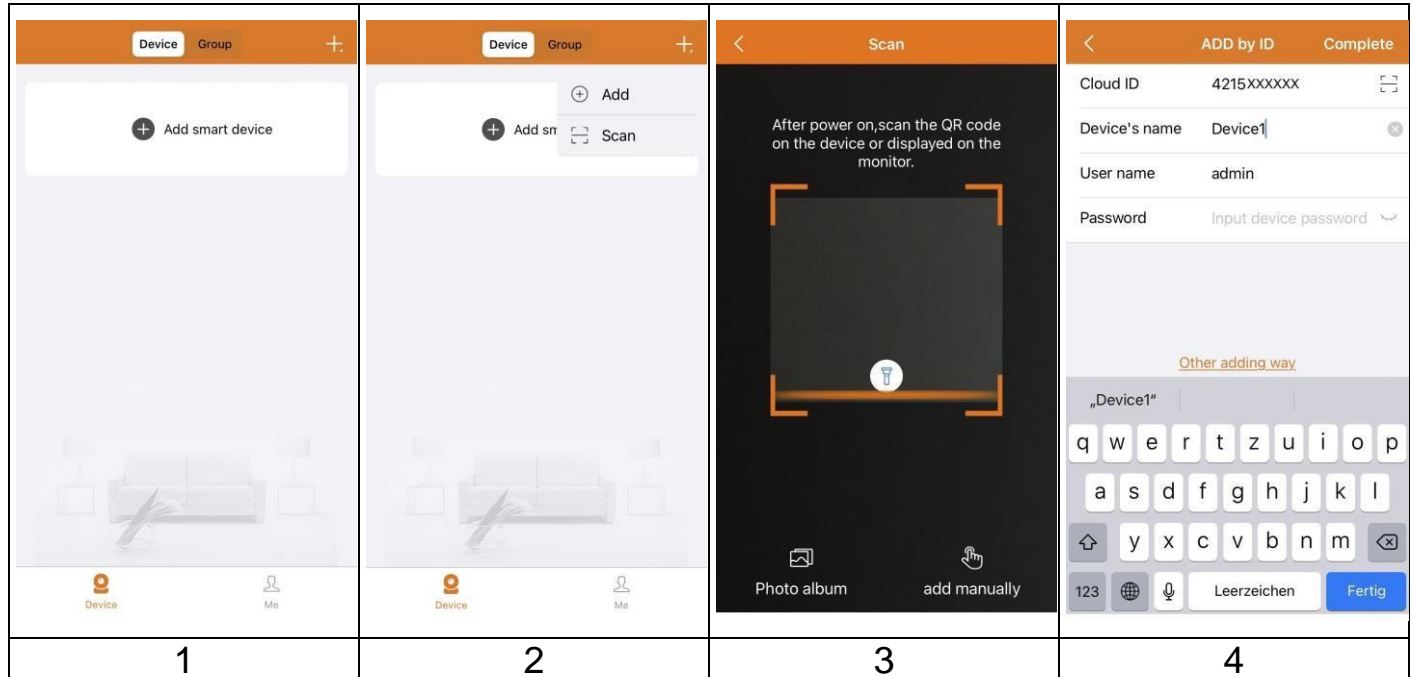 Device Group
Add smart device
Device Me
1
Device Group
Add
Add sm
Scan
Device Me
2
Scan
After power on,scan the QR code
on the device or displayed on the
monitor.
Photo album add manually
3
ADD by ID Complete
Cloud ID 4215XXXXXX
Device's name Device1
User name admin
Password Input device password
Other adding way
„Device1“
q w e r t z u i o p
a s d f g h j k l
y x c v b n m
123 Leerzeichen Fertig
4